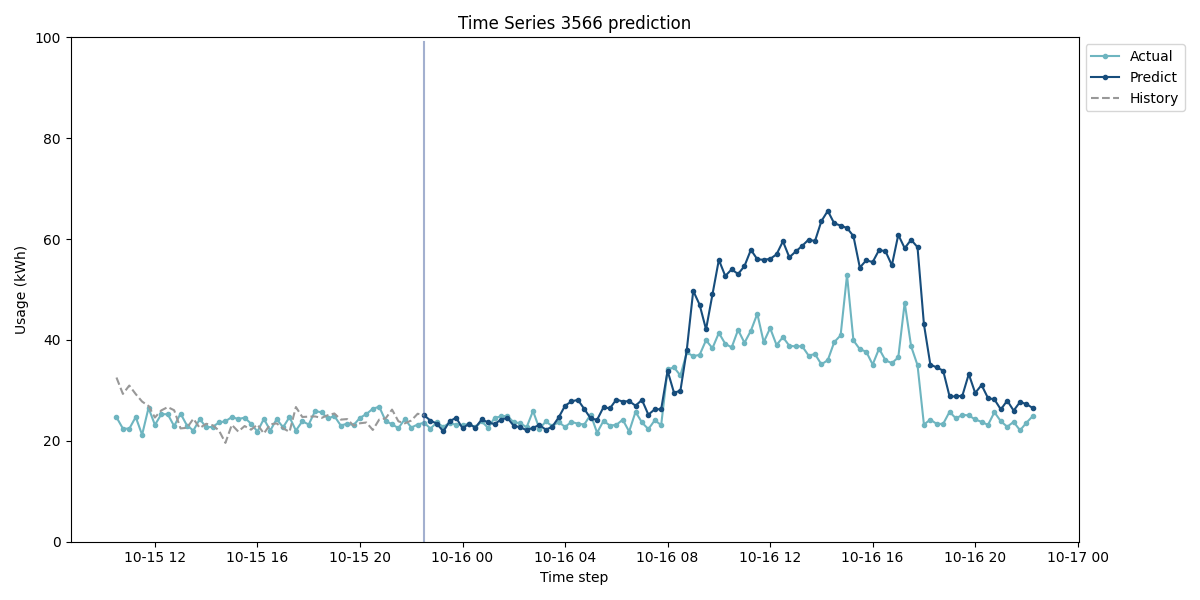 Time Series 3566 prediction
100
80
60
40
20
0
Usage (kWh)
10-15 12
10-15 16
10-15 20
10-16 00
10-16 04
10-16 08
10-16 12
10-16 16
10-16 20
10-17 00
Time step
Actual
Predict
History